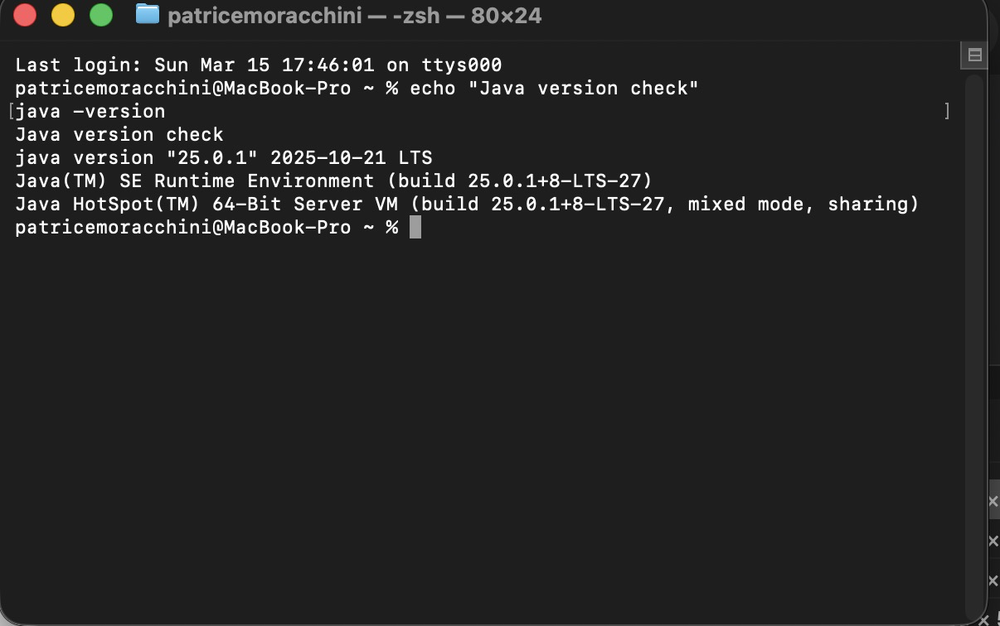 patricemoracchini — -zsh — 80×24
Last login: Sun Mar 15 17:46:01 on ttys000
patricemoracchini@MacBook-Pro ~ % echo "Java version check"
[java -version ]
Java version check
java version "25.0.1" 2025-10-21 LTS
Java(TM) SE Runtime Environment (build 25.0.1+8-LTS-27)
Java HotSpot(TM) 64-Bit Server VM (build 25.0.1+8-LTS-27, mixed mode, sharing)
patricemoracchini@MacBook-Pro ~ %